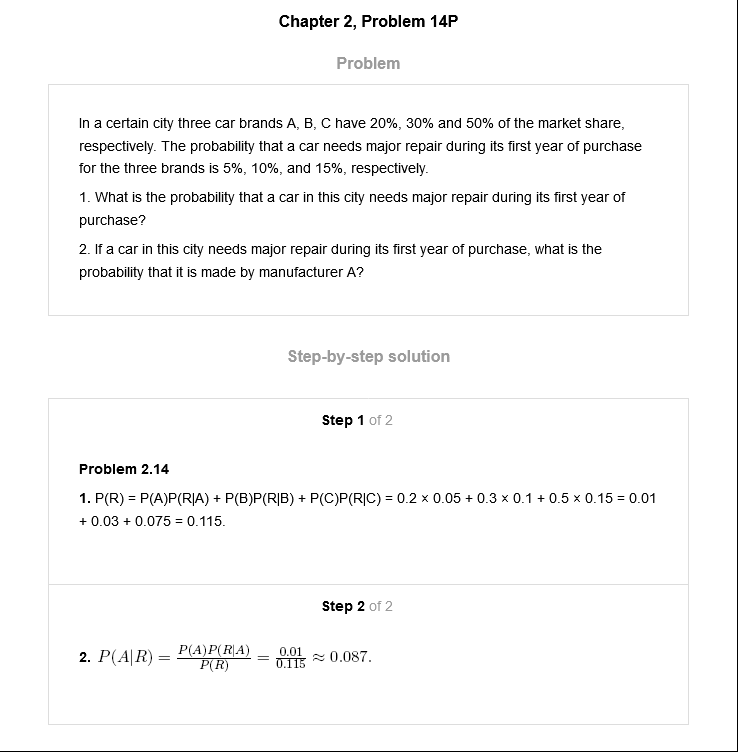 Chapter 2, Problem 14P
Problem
In a certain city three car brands A, B, C have 20%, 30% and 50% of the market share,
respectively. The probability that a car needs major repair during its first year of purchase
for the three brands is 5%, 10%, and 15%, respectively.
1. What is the probability that a car in this city needs major repair during its first year of
purchase?
2. If a car in this city needs major repair during its first year of purchase, what is the
probability that it is made by manufacturer A?
Step-by-step solution
Step 1 of 2
Problem 2.14
1. P(R) = P(A)P(R|A) + P(B)P(R|B) + P(C)P(R|C) = 0.2 × 0.05 + 0.3 × 0.1 + 0.5 × 0.15 = 0.01
+ 0.03 + 0.075 = 0.115.
Step 2 of 2
2. P(A|R) = P(A)P(R|A) / P(R) = 0.01 / 0.115 ≈ 0.087.